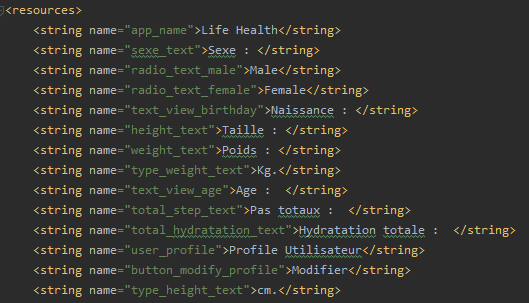 <resources>
<string name="app_name">Life Health</string>
<string name="sexe_text">Sexe : </string>
<string name="radio_text_male">Male</string>
<string name="radio_text_female">Female</string>
<string name="text_view_birthday">Naissance : </string>
<string name="height_text">Taille : </string>
<string name="weight_text">Poids : </string>
<string name="type_weight_text">Kg.</string>
<string name="text_view_age">Age :  </string>
<string name="total_step_text">Pas totaux :  </string>
<string name="total_hydratation_text">Hydratation totale :  </string>
<string name="user_profile">Profile Utilisateur</string>
<string name="button_modify_profile">Modifier</string>
<string name="type_height_text">cm.</string>